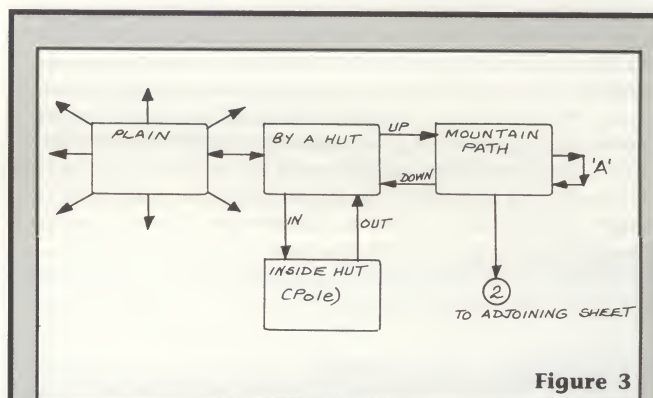 PLAIN
BY A HUT
UP
MOUNTAIN
PATH
'A'
DOWN
IN
OUT
INSIDE HUT
(Pole)
2
TO ADJOINING SHEET
Figure 3